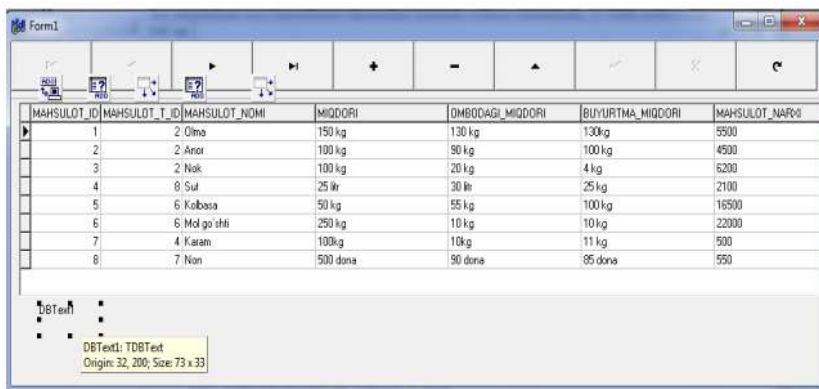 Form1
MAHSULOT_ID MAHSULOT_T_ID MAHSULOT_NOMI MIQDORI OMBODAGI_MIQDORI BUYURTMA_MIQDORI MAHSULOT_NARXI
1 2 Olma 150 kg 130 kg 130kg 5500
2 2 Anor 100 kg 90 kg 100 kg 4500
3 2 Nok 100 kg 20 kg 4 kg 6200
4 8 Sut 25 litr 30 litr 25 kg 2100
5 6 Kolbasa 50 kg 55 kg 100 kg 16500
6 6 Mol go'shti 250 kg 10 kg 10 kg 22000
7 4 Karam 100kg 10kg 11 kg 500
8 7 Non 500 dona 90 dona 85 dona 550
DBText1
DBText1: TDBText
Origin: 32, 200; Size: 73 x 33